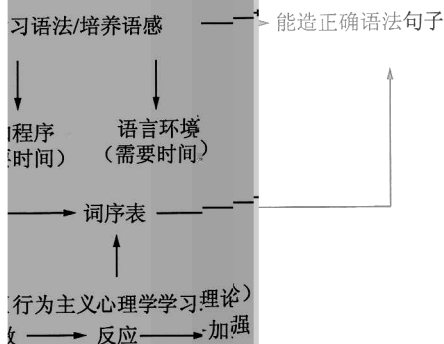 习语法/培养语感 能造正确语法句子
程序 语言环境
时间） （需要时间）
词序表
行为主义心理学学习理论）
反应 加强